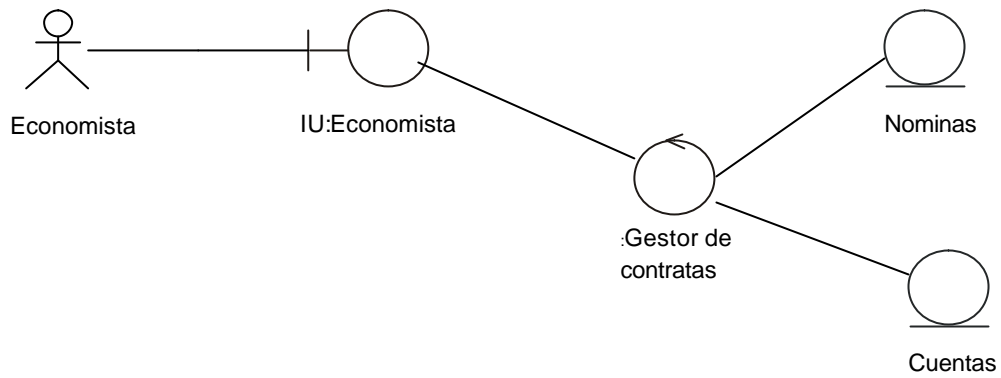 Economista
IU:Economista
Nominas
:Gestor de
contratas
Cuentas